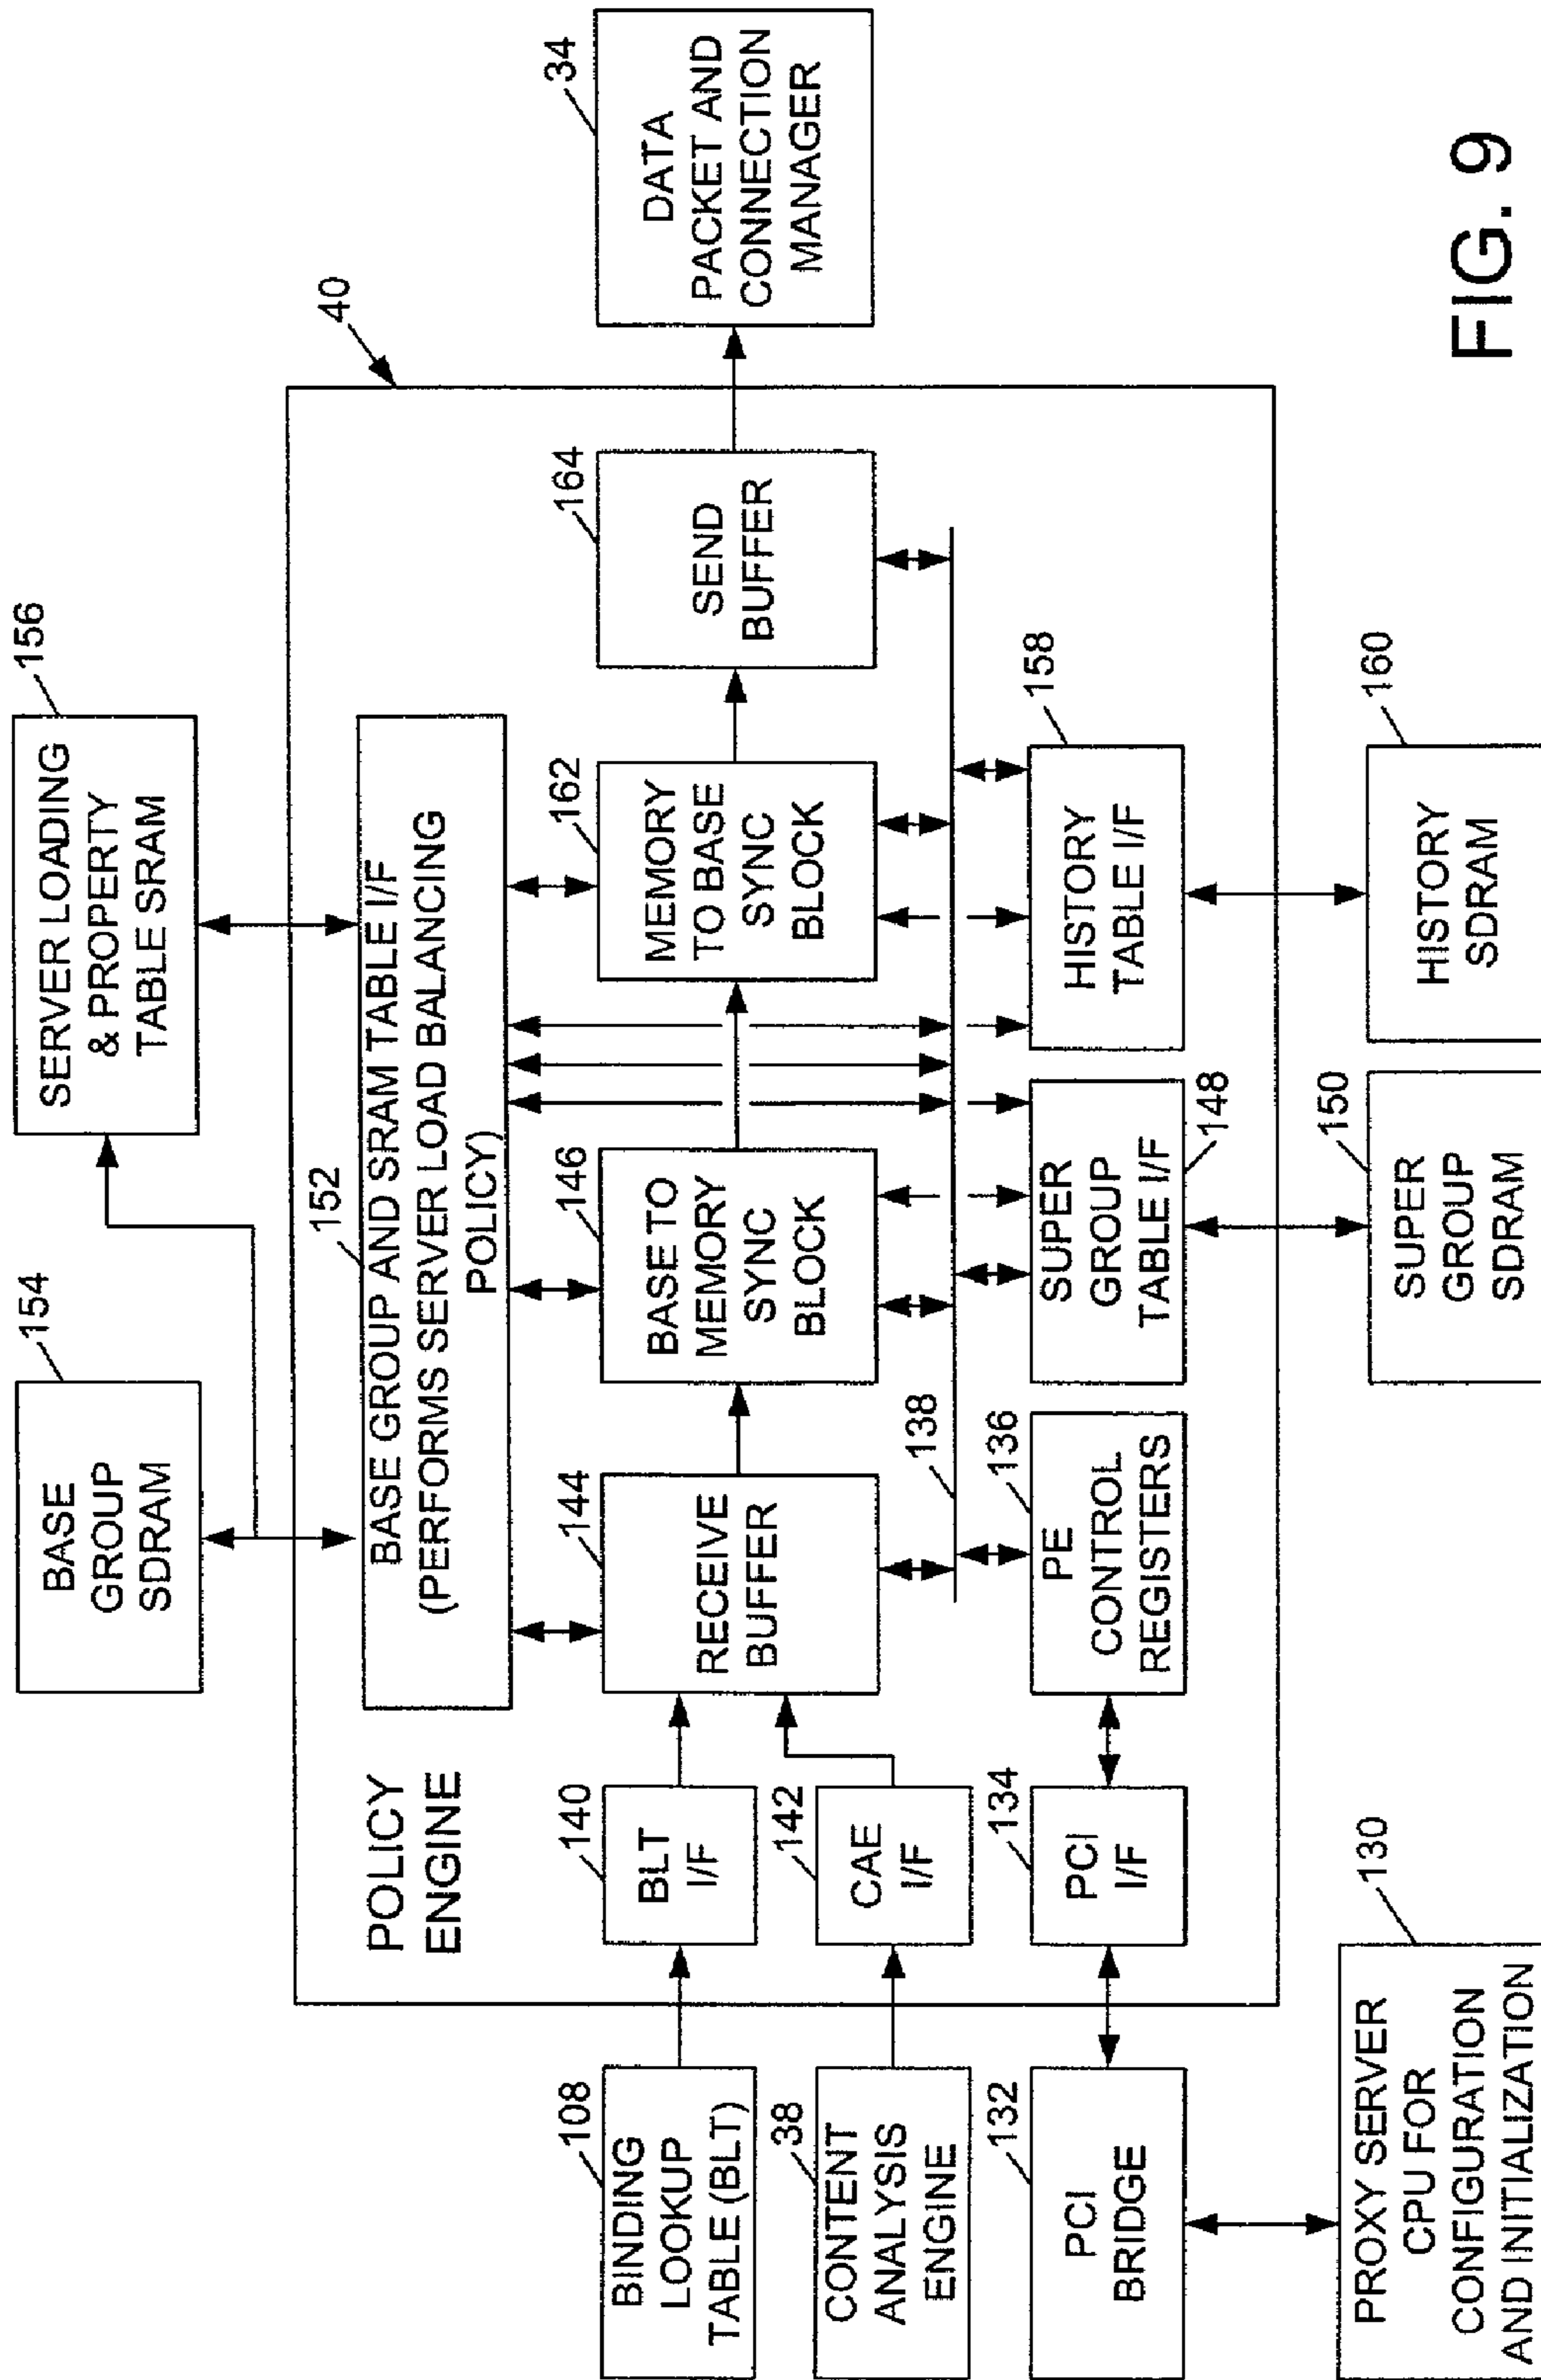 154
BASE
GROUP
SDRAM
156
SERVER LOADING
& PROPERTY
TABLE SRAM
40
POLICY
ENGINE
152
BASE GROUP AND SRAM TABLE I/F
(PERFORMS SERVER LOAD BALANCING
POLICY)
108
BINDING
LOOKUP
TABLE (BLT)
140
BLT
I/F
38
CONTENT
ANALYSIS
ENGINE
142
CAE
I/F
144
RECEIVE
BUFFER
146
BASE TO
MEMORY
SYNC
BLOCK
162
MEMORY
TO BASE
SYNC
BLOCK
164
SEND
BUFFER
34
DATA
PACKET AND
CONNECTION
MANAGER
138
132
PCI
BRIDGE
134
PCI
I/F
136
PE
CONTROL
REGISTERS
SUPER
GROUP
TABLE I/F
148
158
HISTORY
TABLE I/F
130
PROXY SERVER
CPU FOR
CONFIGURATION
AND INITIALIZATION
150
SUPER
GROUP
SDRAM
160
HISTORY
SDRAM
FIG. 9